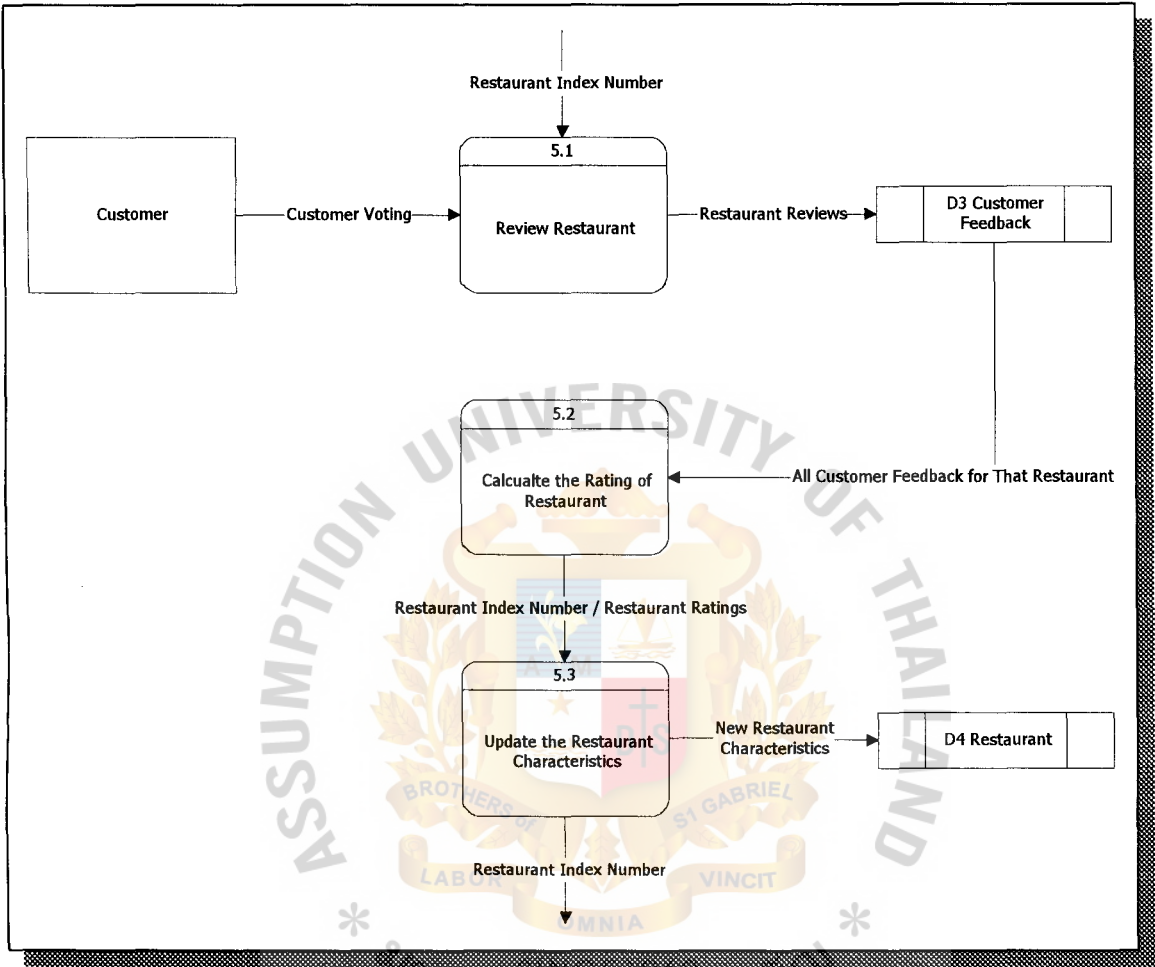 Restaurant Index Number
5.1
Customer
Customer Voting
Review Restaurant
Restaurant Reviews
D3 Customer
Feedback
5.2
Calcualte the Rating of
Restaurant
All Customer Feedback for That Restaurant
Restaurant Index Number / Restaurant Ratings
5.3
Update the Restaurant
Characteristics
New Restaurant
Characteristics
D4 Restaurant
Restaurant Index Number
ASSUMPTION UNIVERSITY OF THAILAND
BROTHERS OF
S1 GABRIEL
LABOR
VINCIT
OMNIA